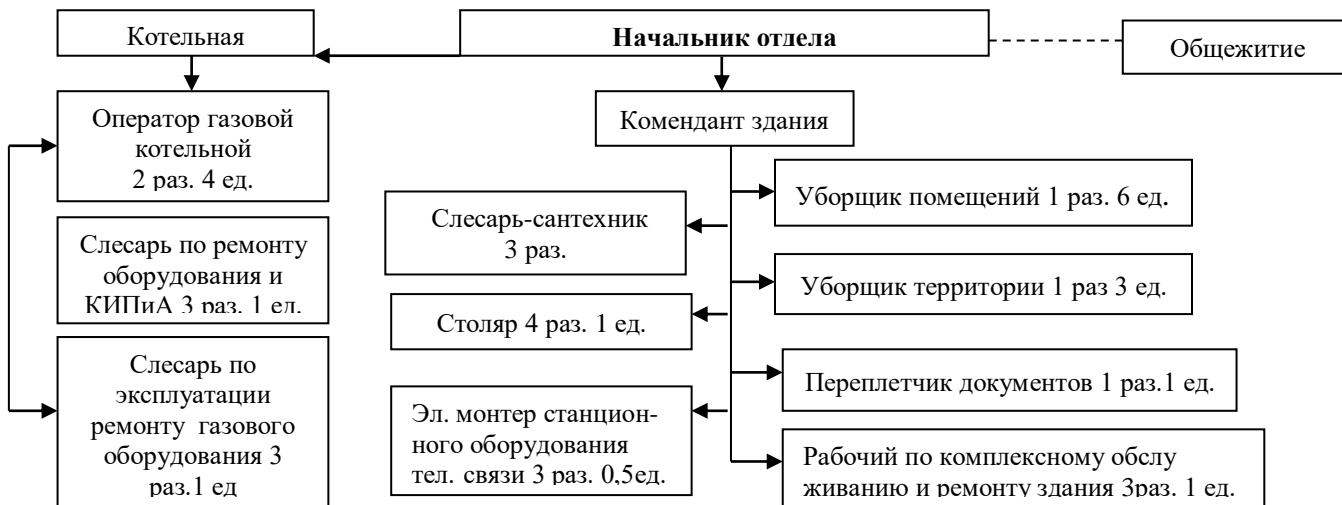 Котельная
Начальник отдела
Общежитие
Оператор газовой
котельной
2 раз. 4 ед.
Комендант здания
Слесарь по ремонту
оборудования и
КИПиА 3 раз. 1 ед.
Слесарь по
эксплуатации
ремонту газового
оборудования 3
раз.1 ед
Слесарь-сантехник
3 раз.
Столяр 4 раз. 1 ед.
Эл. монтер станцион-
ного оборудования
тел. связи 3 раз. 0,5ед.
Уборщик помещений 1 раз. 6 ед.
Уборщик территории 1 раз 3 ед.
Переплетчик документов 1 раз.1 ед.
Рабочий по комплексному обслу
живанию и ремонту здания 3раз. 1 ед.